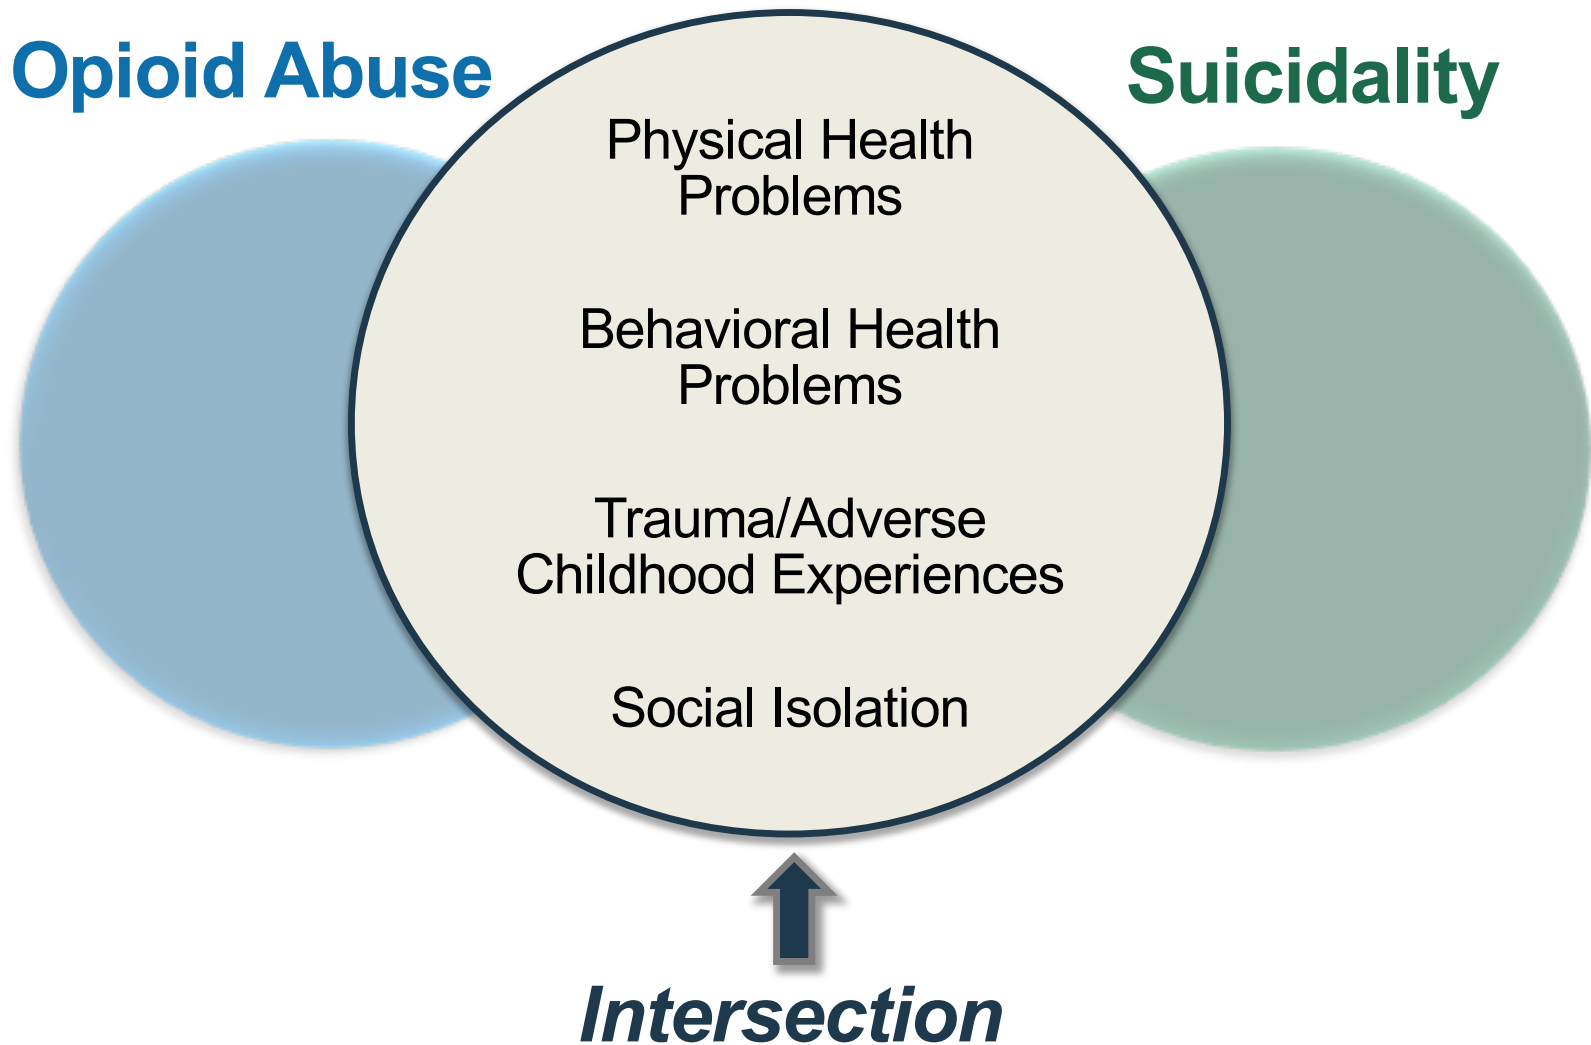 Opioid Abuse
Suicidality
Physical Health
Problems
Behavioral Health
Problems
Trauma/Adverse
Childhood Experiences
Social Isolation
Intersection